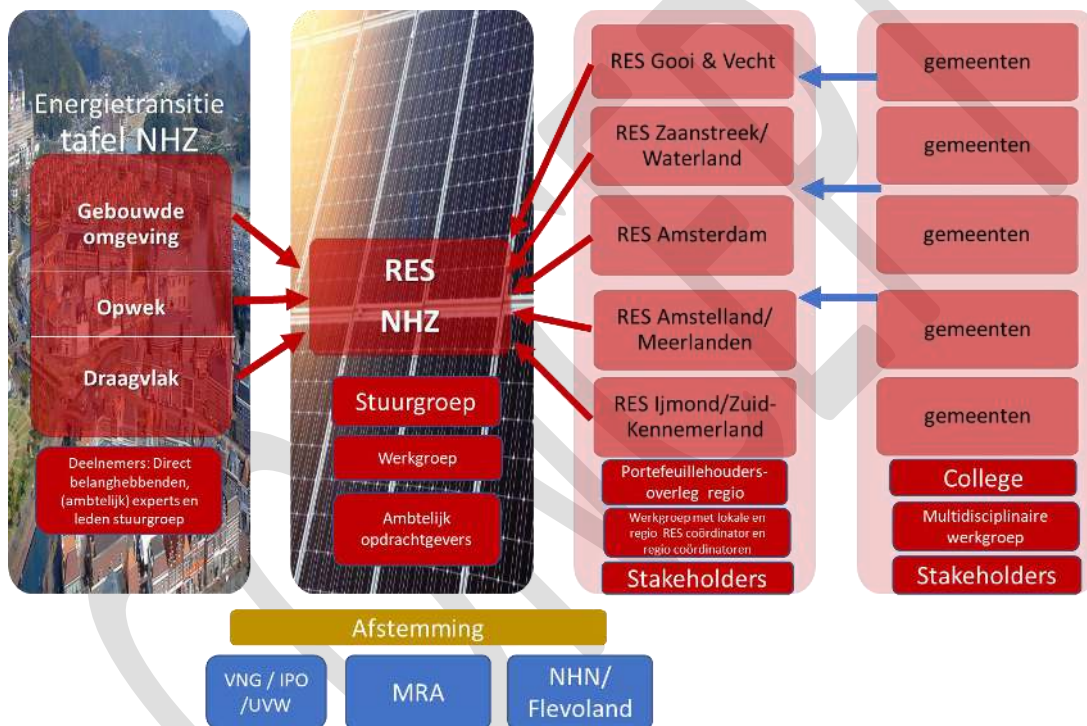 Energietransitie
tafel NHZ
Gebouwde
omgeving
Opwek
Draagvlak
Deelnemers: Direct
belanghebbenden,
(ambtelijk) experts en
leden stuurgroep
RES
NHZ
Stuurgroep
Werkgroep
Ambtelijk
opdrachtgevers
RES Gooi & Vecht
RES Zaanstreek/
Waterland
RES Amsterdam
RES Amstelland/
Meerlanden
RES Ijmond/Zuid-
Kennemerland
Portefeuillehouders-
overleg regio
Werkgroep met lokale en
regio RES coördinator en
regio coördinatoren
Stakeholders
gemeenten
gemeenten
gemeenten
gemeenten
gemeenten
College
Multidisciplinaire
werkgroep
Stakeholders
Afstemming
VNG / IPO
/UVW
MRA
NHN/
Flevoland